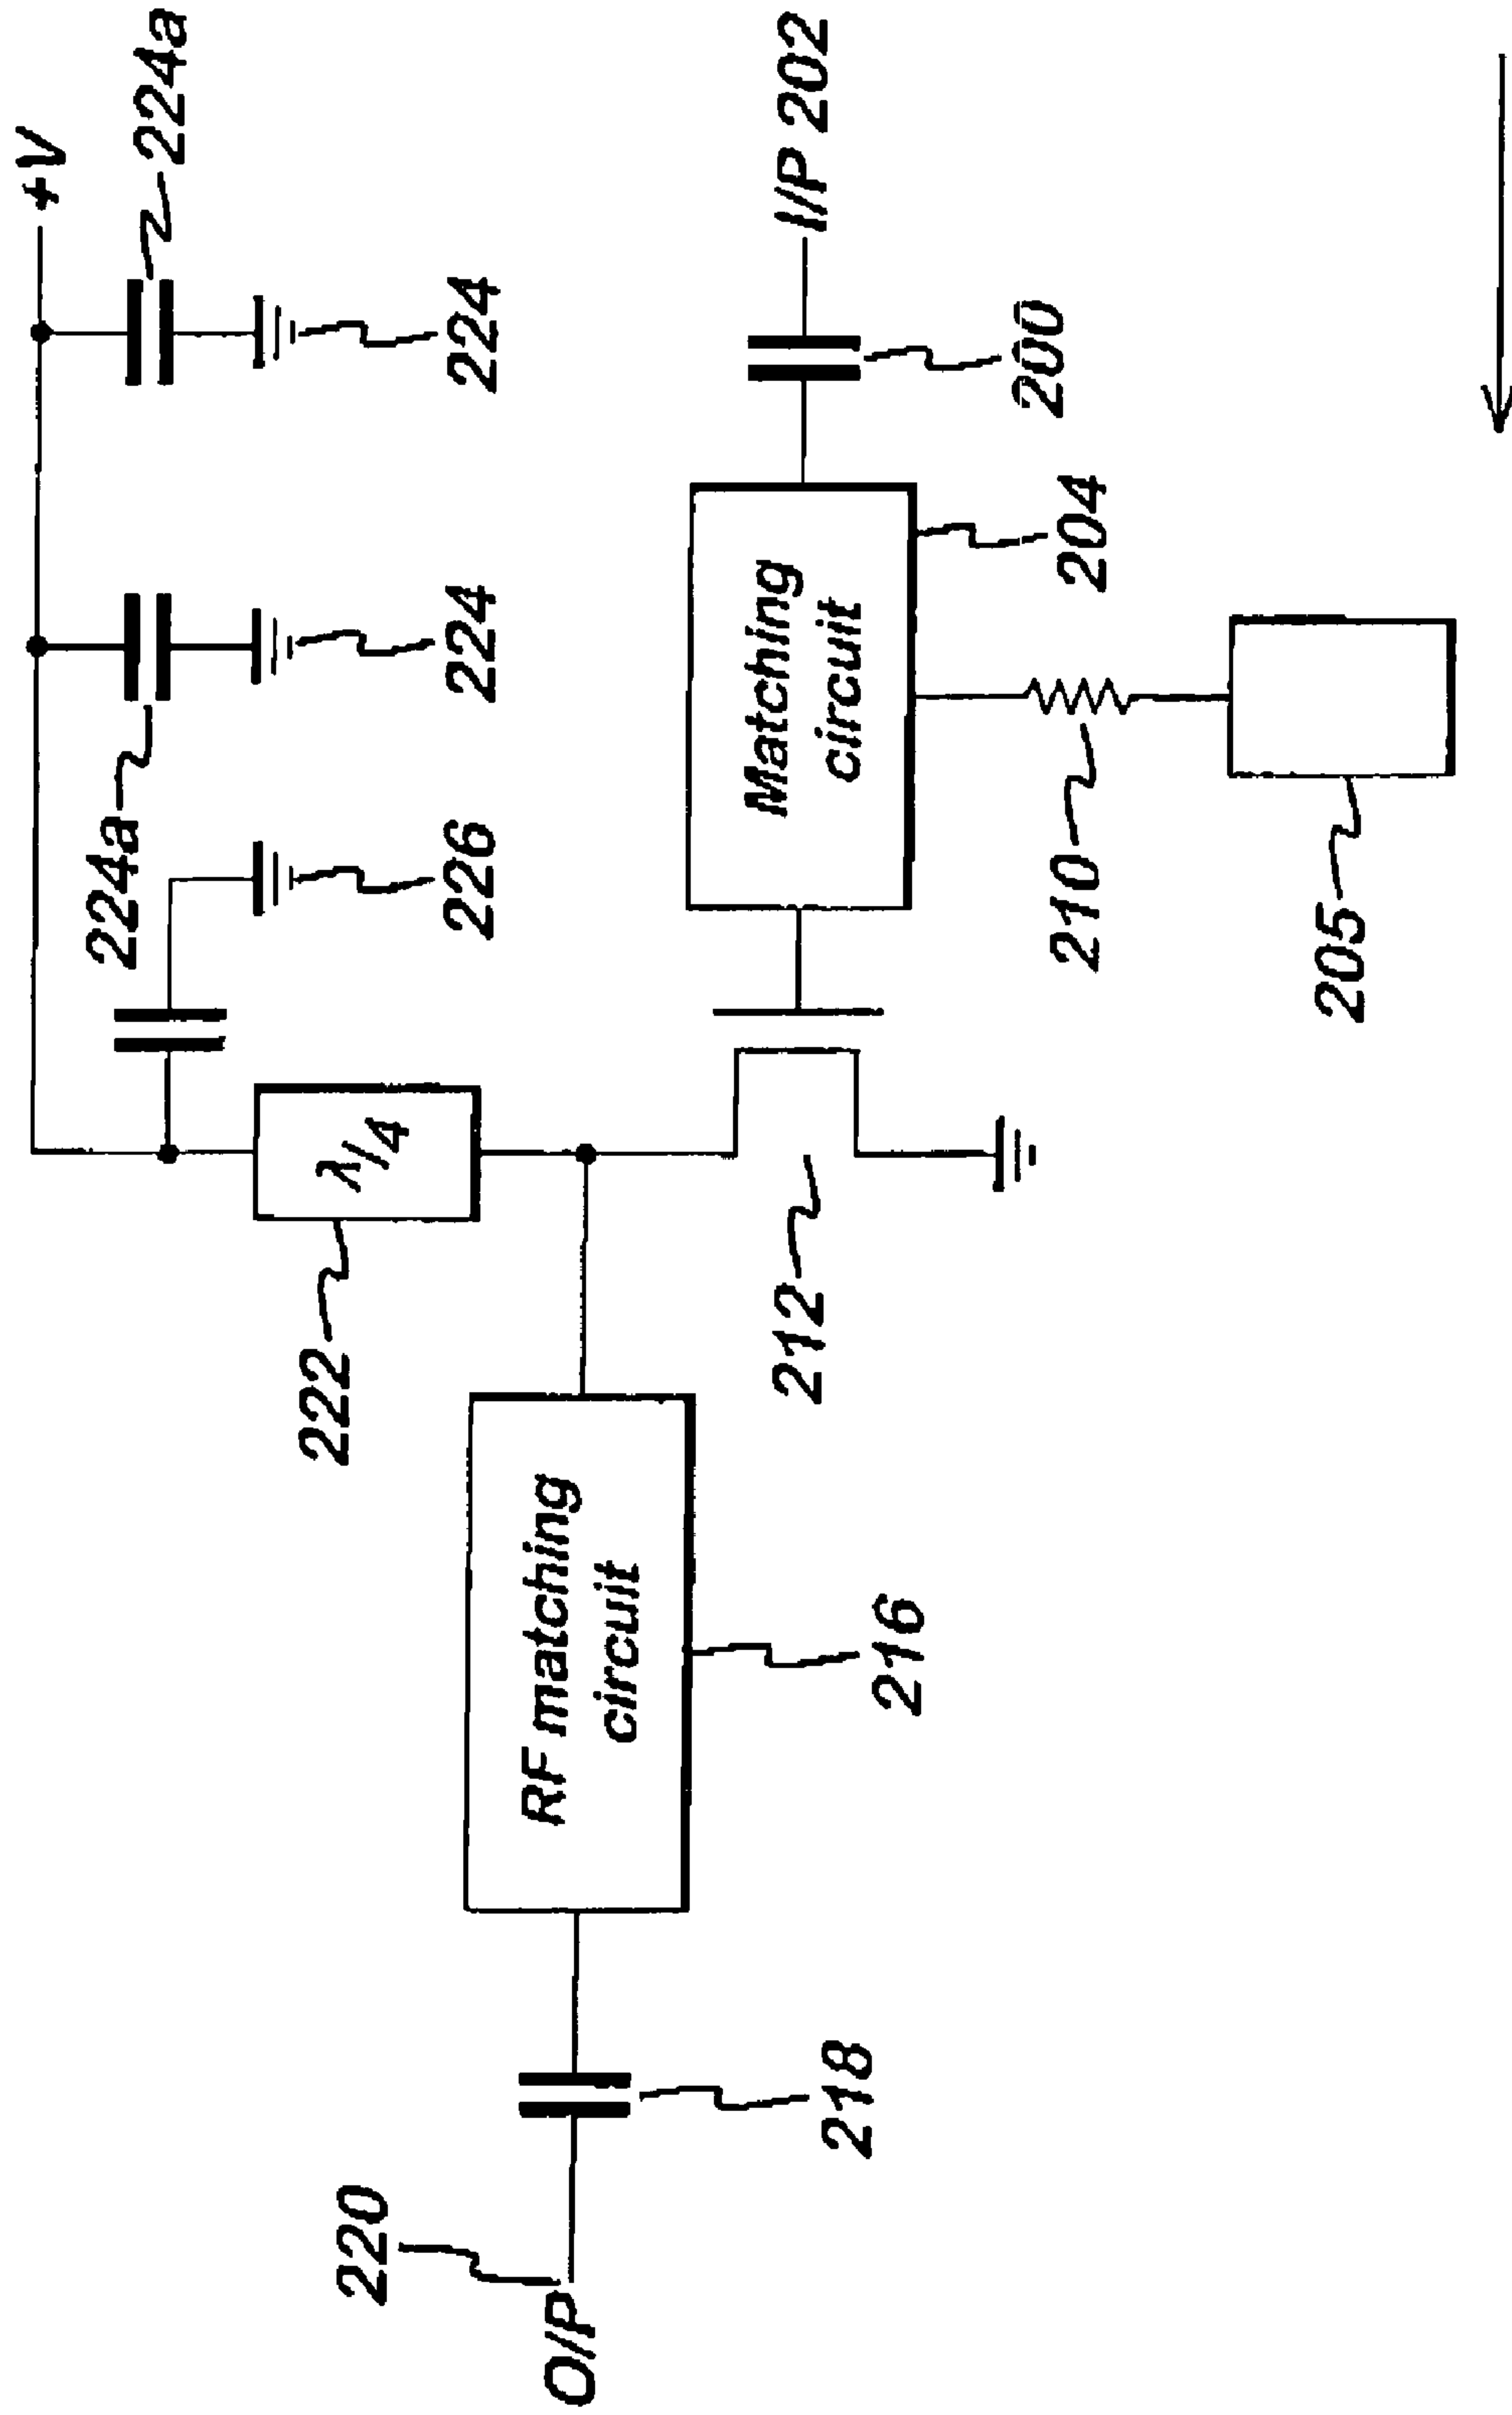 +V
224a
224a
224
224
226
I/P 202
200
Matching
circuit
204
210
205
λ/4
222
212
RF matching
circuit
216
218
220
O/P